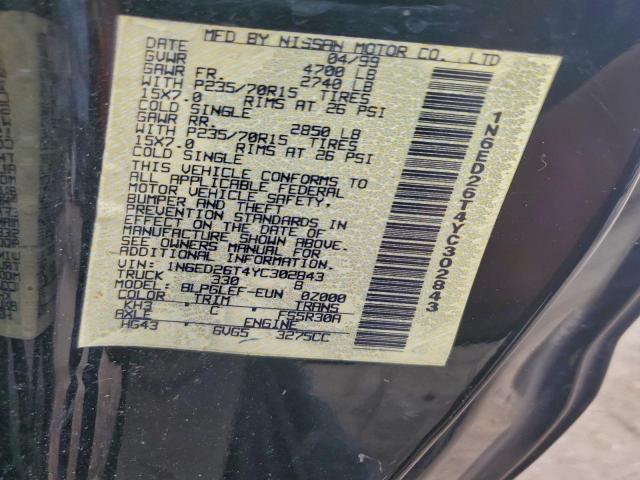 MFD BY NISSAN MOTOR CO., LTD
DATE 04/99
GVWR 4700 LB
GAWR FR. 2740 LB
WITH P235/70R15 TIRES
15X7.0 RIMS AT 26 PSI
COLD SINGLE
GAWR RR. 2850 LB
WITH P235/70R15 TIRES
15X7.0 RIMS AT 26 PSI
COLD SINGLE
THIS VEHICLE CONFORMS TO
ALL APPLICABLE FEDERAL
MOTOR VEHICLE SAFETY,
BUMPER AND THEFT
PREVENTION STANDARDS IN
EFFECT ON THE DATE OF
MANUFACTURE SHOWN ABOVE.
SEE OWNERS MANUAL FOR
ADDITIONAL INFORMATION.
VIN: 1N6ED26T4YC302843
TRUCK 330 B
MODEL: BLPGLEF-EUN 0Z000
COLOR TRIM TRANS
KH3 C FS5R30A
AXLE ENGINE
HG43 6VG5 3275CC
1N6ED26T4YC302843